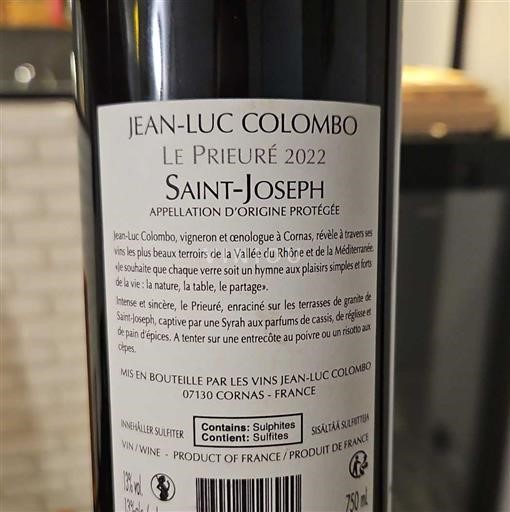 JEAN-LUC COLOMBO
LE PRIEURÉ 2022
SAINT-JOSEPH
APPELLATION D'ORIGINE PROTÉGÉE
Jean-Luc Colombo, vigneron et œnologue à Cornas, révèle à travers ses
vins les plus beaux terroirs de la Vallée du Rhône et de la Méditerranée.
«Je souhaite que chaque verre soit un hymne aux plaisirs simples et forts
de la vie : la nature, la table, le partage».
Intense et sincère, le Prieuré, enraciné sur les terrasses de granite de
Saint-Joseph, captive par une Syrah aux parfums de cassis, de réglisse et
de pain d'épices. A tenter sur une entrecôte au poivre ou un risotto aux
cèpes.
MIS EN BOUTEILLE PAR LES VINS JEAN-LUC COLOMBO
07130 CORNAS - FRANCE
INNEHÅLLER SULFITER
Contains: Sulphites
Contient: Sulfites
SISÄLTÄÄ SULFIITTEJA
VIN / WINE - PRODUCT OF FRANCE / PRODUIT DE FRANCE
13% vol.
750 mL